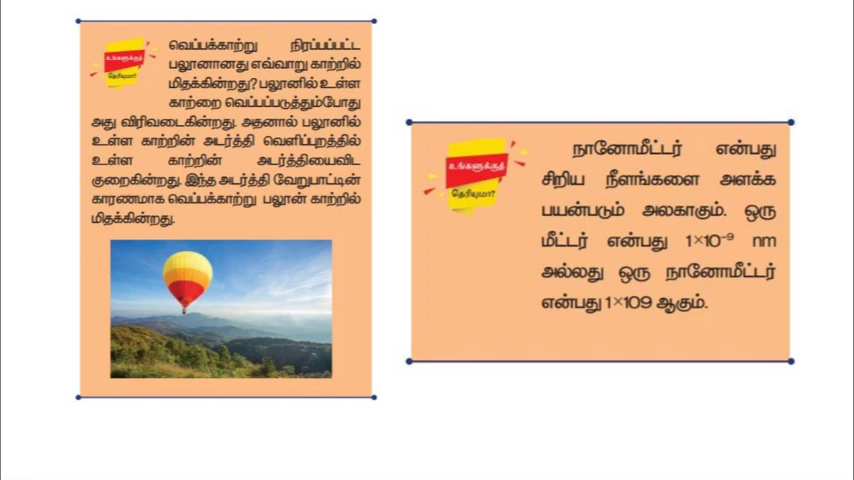 உங்களுக்குத்
தெரியுமா?
வெப்பக்காற்று நிரப்பப்பட்ட
பலூனானது எவ்வாறு காற்றில்
மிதக்கின்றது? பலூனில் உள்ள
காற்றை வெப்பப்படுத்தும்போது
அது விரிவடைகின்றது. அதனால் பலூனில்
உள்ள காற்றின் அடர்த்தி வெளிப்புறத்தில்
உள்ள காற்றின் அடர்த்தியைவிட
குறைகின்றது. இந்த அடர்த்தி வேறுபாட்டின்
காரணமாக வெப்பக்காற்று பலூன் காற்றில்
மிதக்கின்றது.
உங்களுக்குத்
தெரியுமா?
நானோமீட்டர் என்பது
சிறிய நீளங்களை அளக்க
பயன்படும் அலகாகும். ஒரு
மீட்டர் என்பது 1×10⁻⁹ nm
அல்லது ஒரு நானோமீட்டர்
என்பது 1×109 ஆகும்.